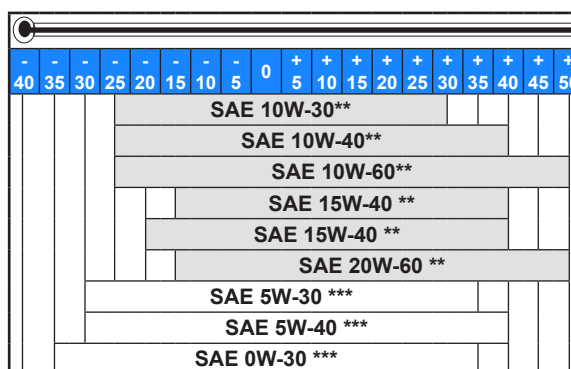 - - - - - - - - 0 + + + + + + + + + +
40 35 30 25 20 15 10 5 5 10 15 20 25 30 35 40 45 50
SAE 10W-30**
SAE 10W-40**
SAE 10W-60**
SAE 15W-40 **
SAE 15W-40 **
SAE 20W-60 **
SAE 5W-30 ***
SAE 5W-40 ***
SAE 0W-30 ***